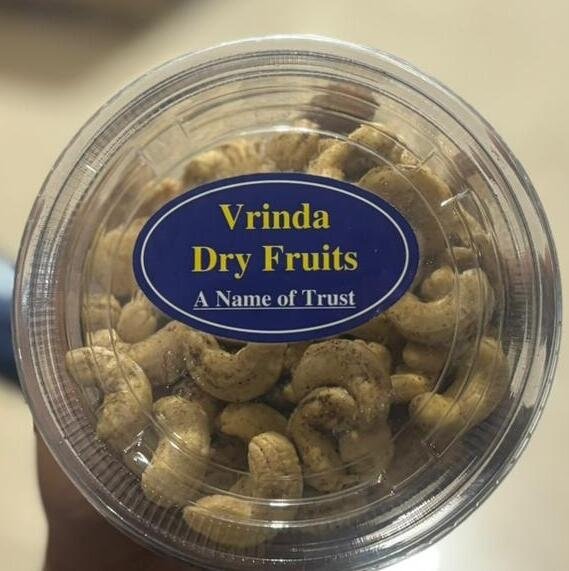 Vrinda
Dry Fruits
A Name of Trust